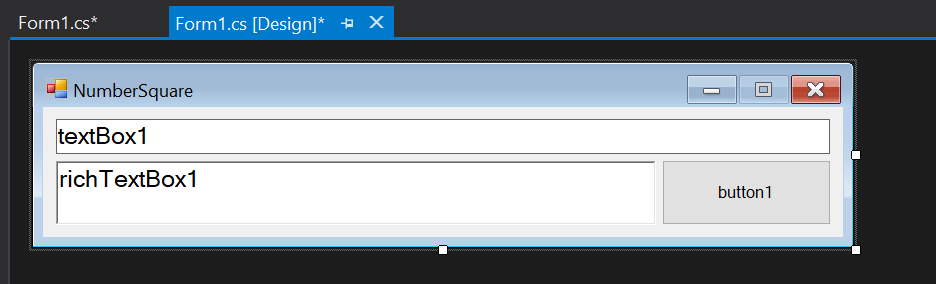 Form1.cs*
Form1.cs [Design]*
NumberSquare
textBox1
richTextBox1
button1